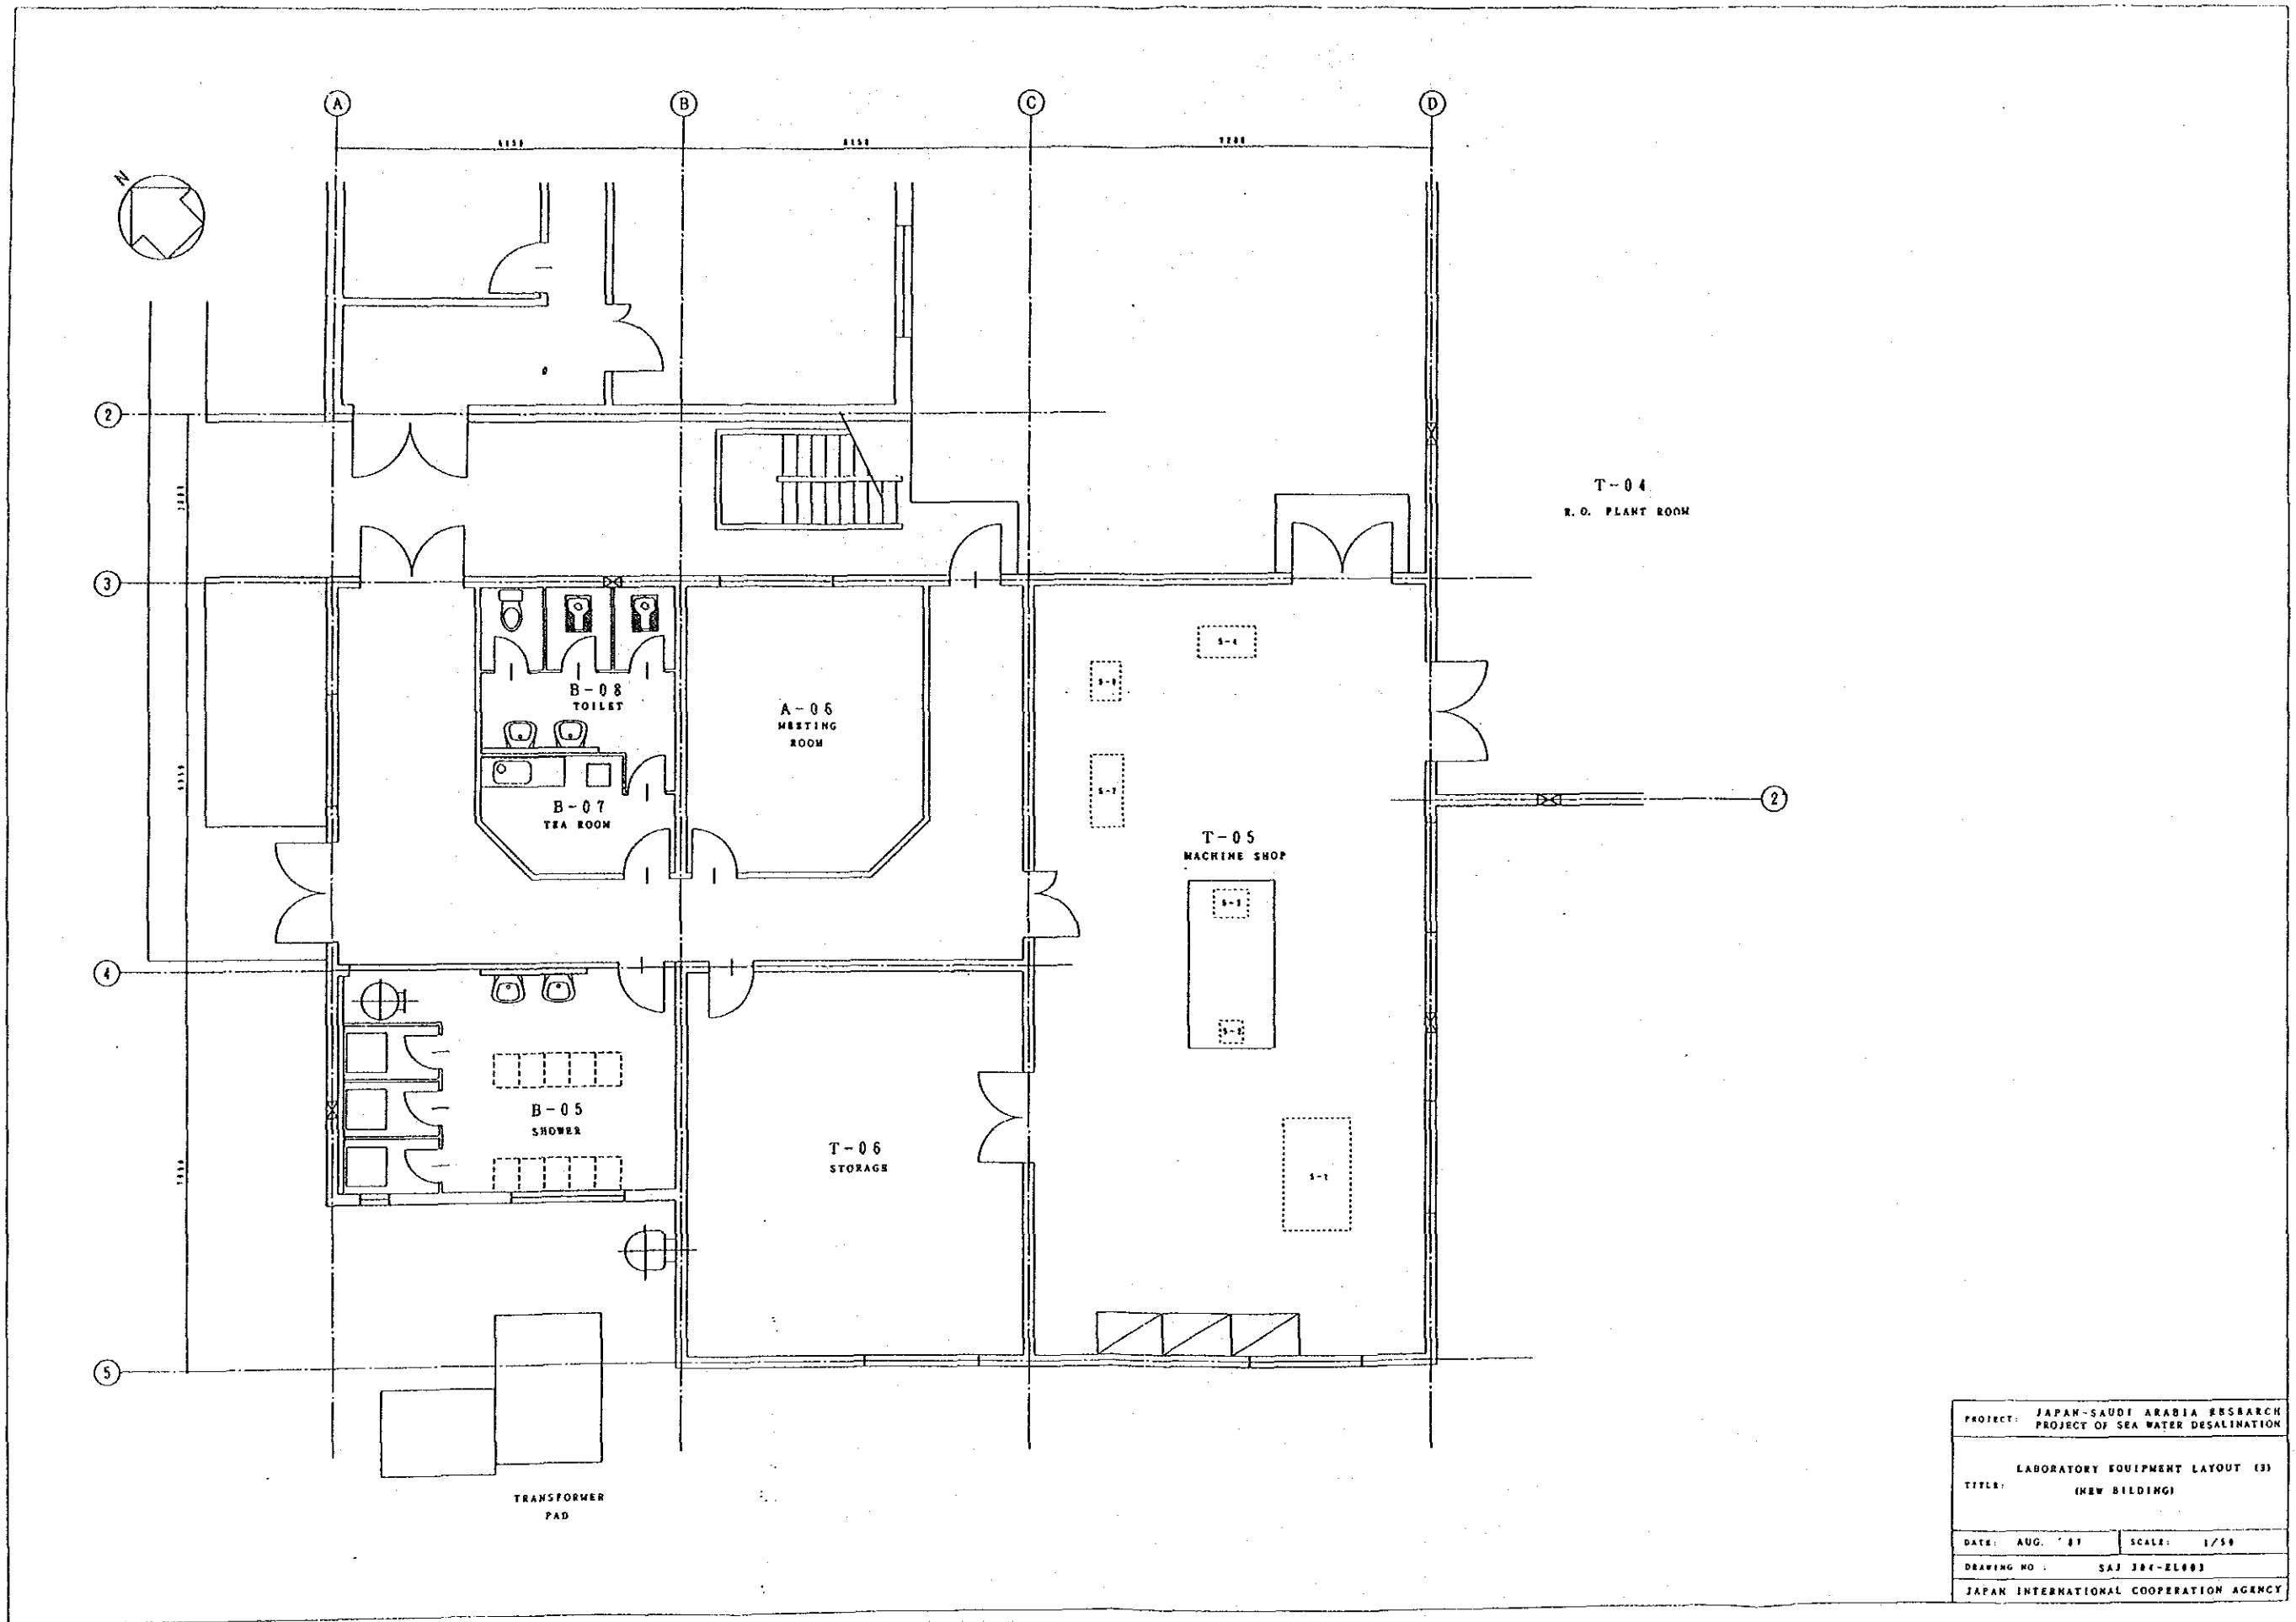 A
B
C
D
N
2
3
4
5
T-04
R.O. PLANT ROOM
S-4
B-08
TOILET
A-06
MEETING
ROOM
2'
B-07
TEA ROOM
T-05
MACHINE SHOP
B-05
SHOWER
T-06
STORAGE
TRANSFORMER
PAD
PROJECT: JAPAN-SAUDI ARABIA RESEARCH
PROJECT OF SEA WATER DESALINATION
TITLE: LABORATORY EQUIPMENT LAYOUT (3)
(NEW BILDING)
DATE: AUG.
SCALE: 1/50
DRAWING NO :
JAPAN INTERNATIONAL COOPERATION AGENCY